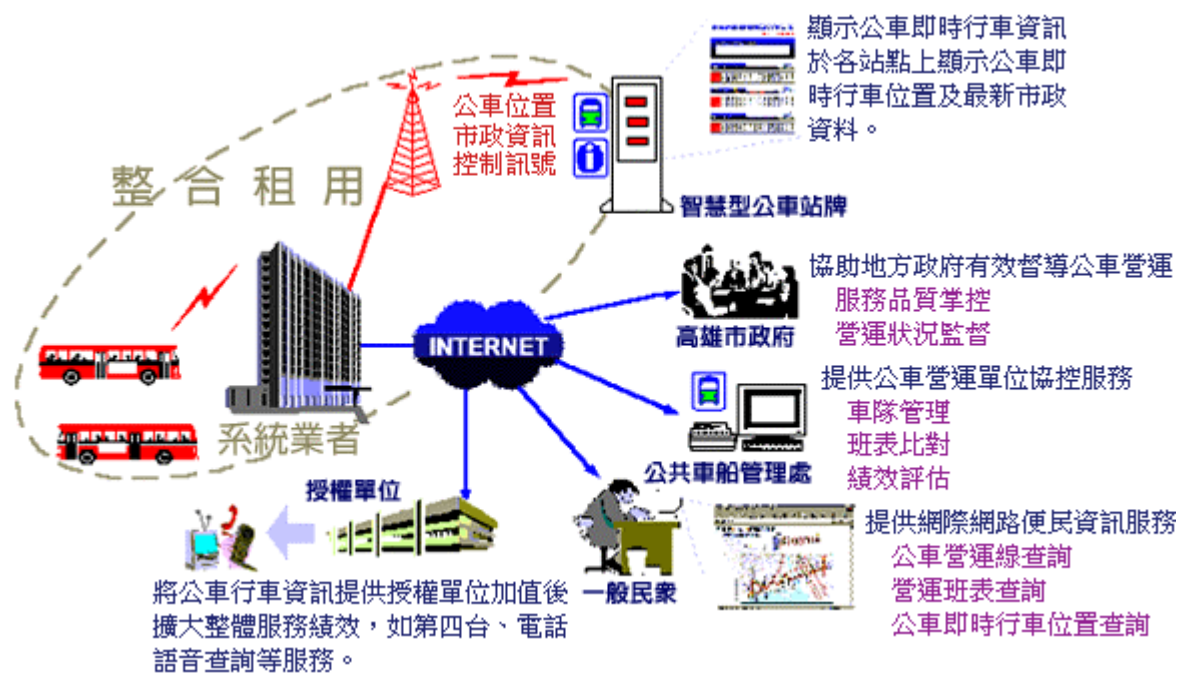 顯示公車即時行車資訊
於各站點上顯示公車即
時行車位置及最新市政
資料。
公車位置
市政資訊
控制訊號
整合租用
智慧型公車站牌
協助地方政府有效督導公車營運
服務品質掌控
營運狀況監督
高雄市政府
INTERNET
提供公車營運單位協控服務
車隊管理
班表比對
績效評估
公共車船管理處
系統業者
授權單位
將公車行車資訊提供授權單位加值後
擴大整體服務績效，如第四台、電話
語音查詢等服務。
一般民眾
提供網際網路便民資訊服務
公車營運線查詢
營運班表查詢
公車即時行車位置查詢